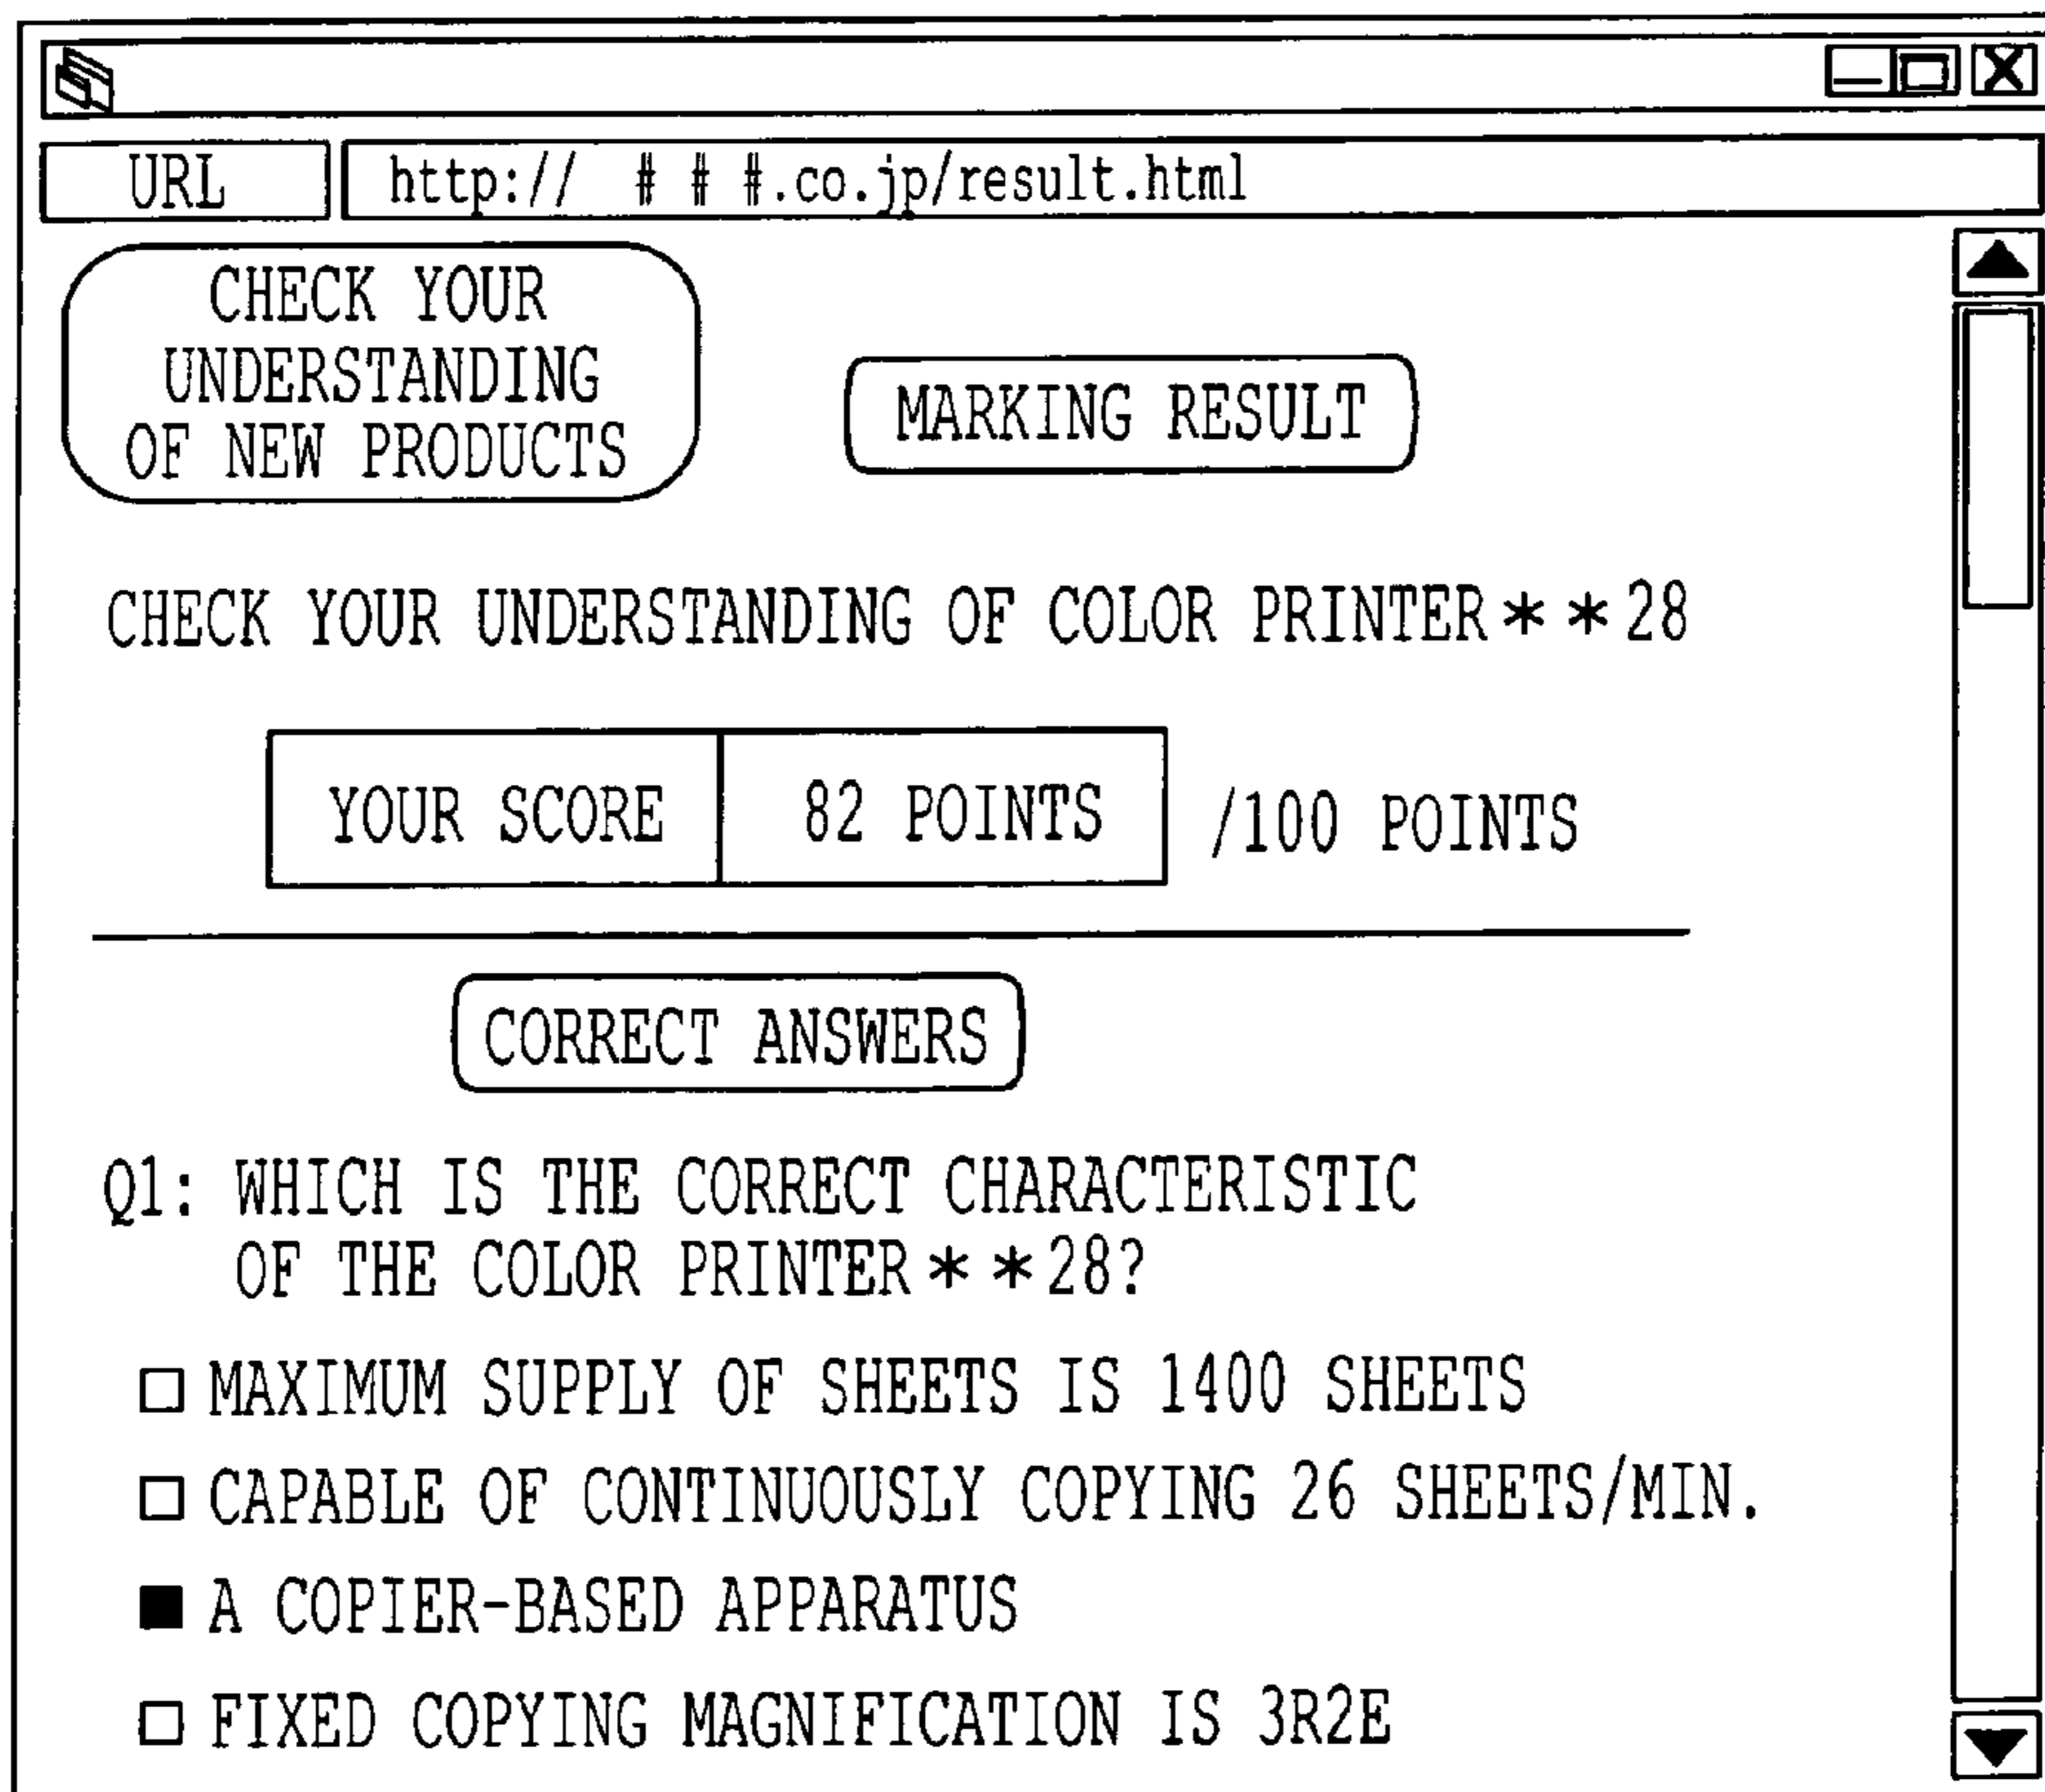 URL http:// ###.co.jp/result.html
CHECK YOUR
UNDERSTANDING
OF NEW PRODUCTS
MARKING RESULT
CHECK YOUR UNDERSTANDING OF COLOR PRINTER**28
YOUR SCORE 82 POINTS /100 POINTS
CORRECT ANSWERS
Q1: WHICH IS THE CORRECT CHARACTERISTIC
OF THE COLOR PRINTER**28?
□ MAXIMUM SUPPLY OF SHEETS IS 1400 SHEETS
□ CAPABLE OF CONTINUOUSLY COPYING 26 SHEETS/MIN.
■ A COPIER-BASED APPARATUS
□ FIXED COPYING MAGNIFICATION IS 3R2E